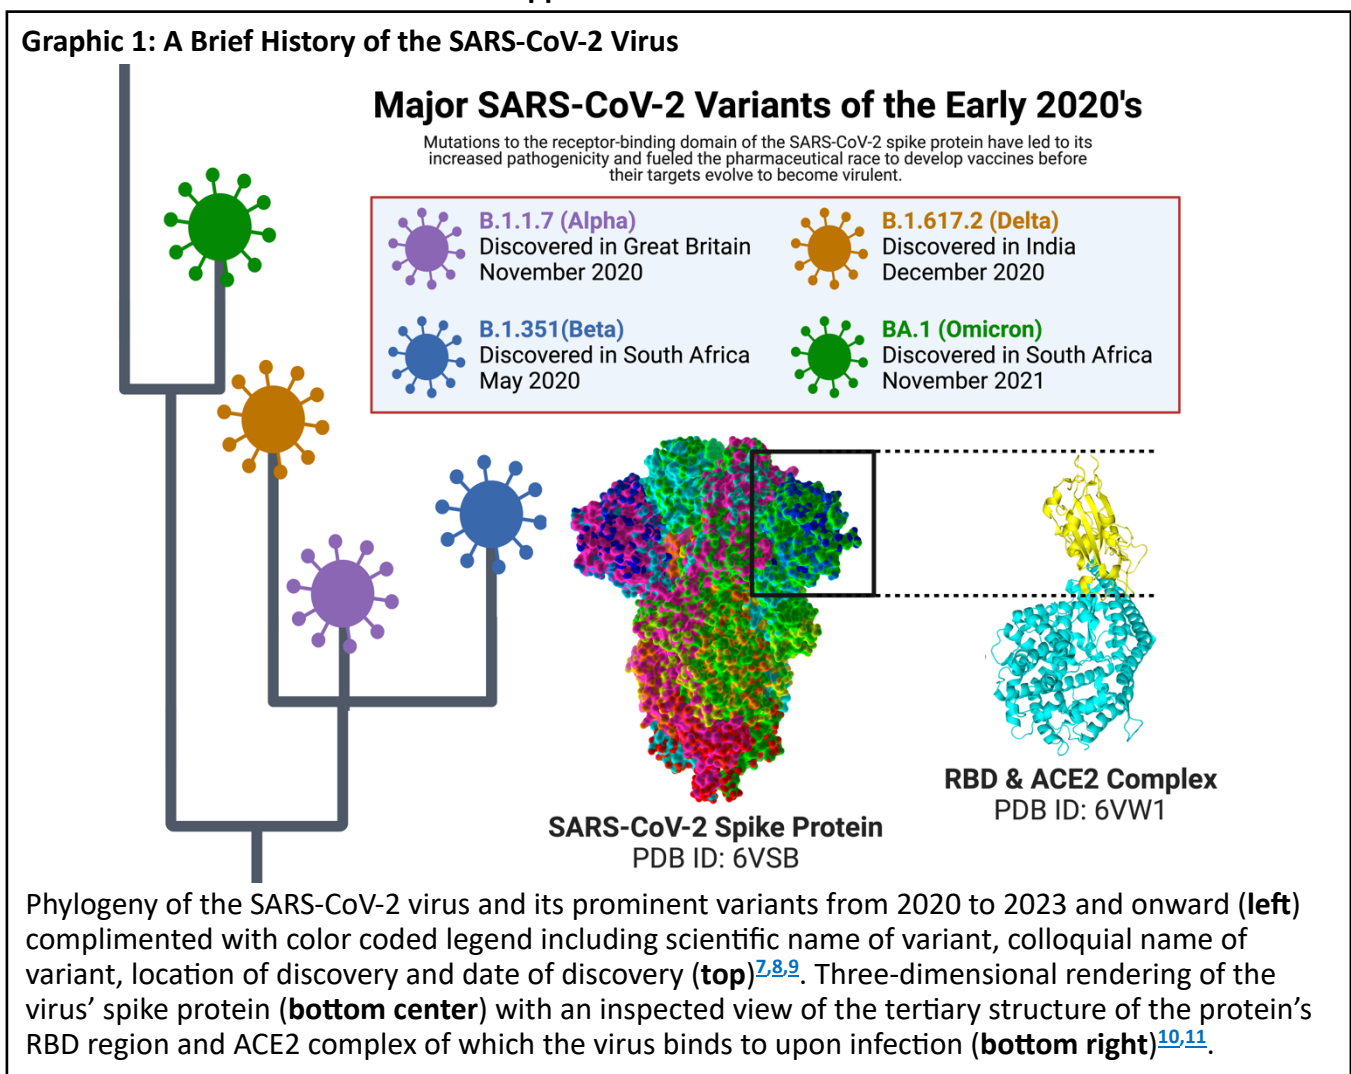 Graphic 1: A Brief History of the SARS-CoV-2 Virus
Major SARS-CoV-2 Variants of the Early 2020's
Mutations to the receptor-binding domain of the SARS-CoV-2 spike protein have led to its
increased pathogenicity and fueled the pharmaceutical race to develop vaccines before
their targets evolve to become virulent.
B.1.1.7 (Alpha)
Discovered in Great Britain
November 2020
B.1.617.2 (Delta)
Discovered in India
December 2020
B.1.351(Beta)
Discovered in South Africa
May 2020
BA.1 (Omicron)
Discovered in South Africa
November 2021
SARS-CoV-2 Spike Protein
PDB ID: 6VSB
RBD & ACE2 Complex
PDB ID: 6VW1
Phylogeny of the SARS-CoV-2 virus and its prominent variants from 2020 to 2023 and onward (left)
complimented with color coded legend including scientific name of variant, colloquial name of
variant, location of discovery and date of discovery (top)7,8,9. Three-dimensional rendering of the
virus’ spike protein (bottom center) with an inspected view of the tertiary structure of the protein’s
RBD region and ACE2 complex of which the virus binds to upon infection (bottom right)10,11.